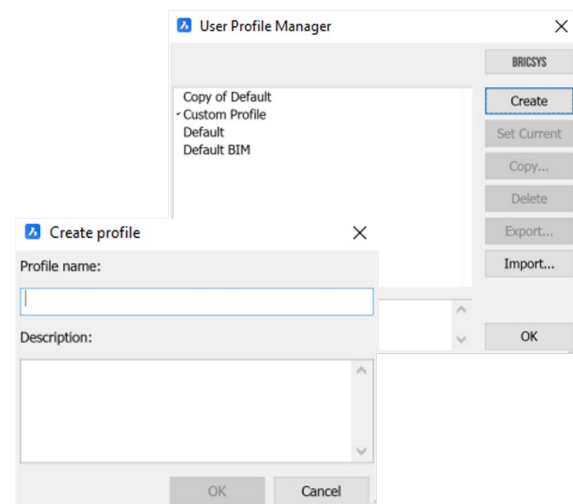 User Profile Manager
BRICSYS
Copy of Default
Custom Profile
Default
Default BIM
Create
Set Current
Copy...
Delete
Export...
Import...
OK
Create profile
Profile name:
Description:
OK
Cancel